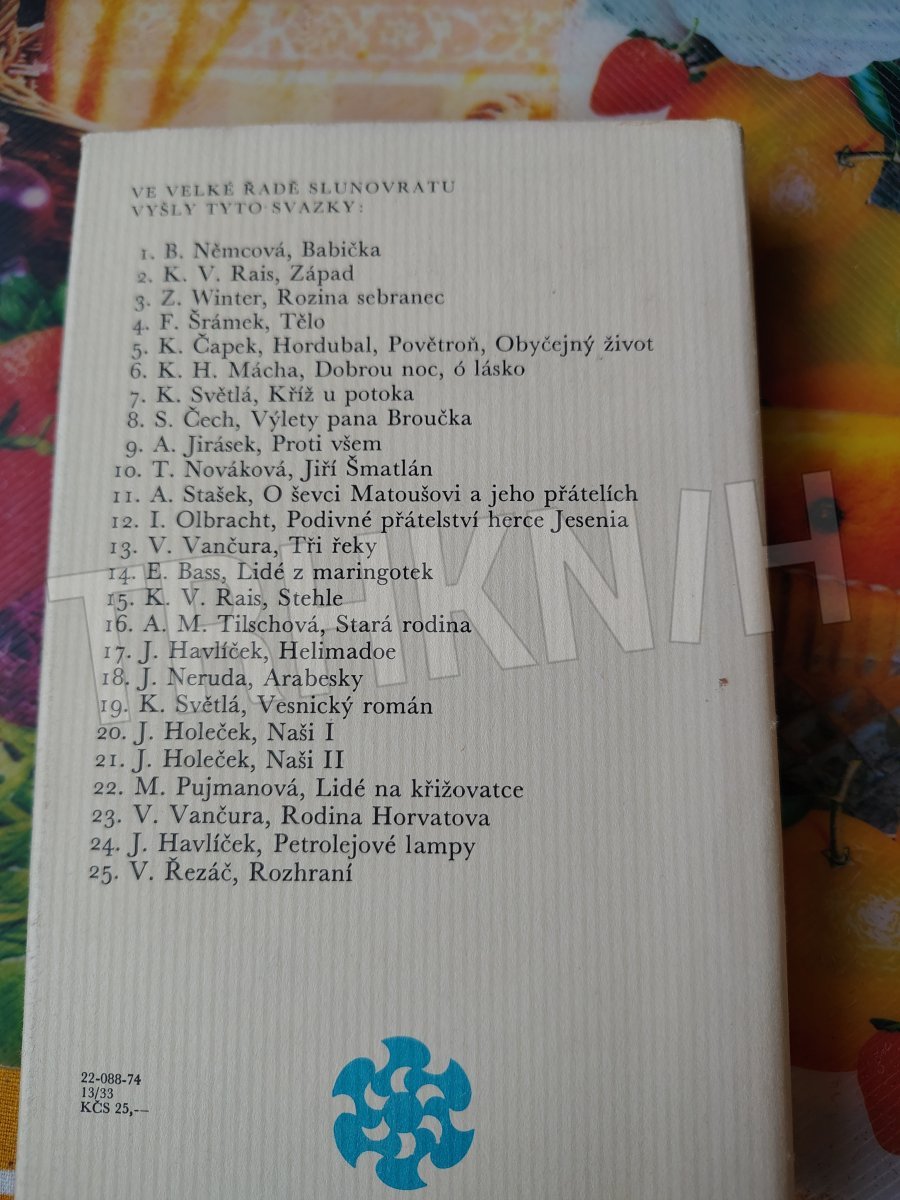 VE VELKÉ ŘADĚ SLUNOVRATU
VYŠLY TYTO SVAZKY:
1. B. Němcová, Babička
2. K. V. Rais, Západ
3. Z. Winter, Rozina sebranec
4. F. Šrámek, Tělo
5. K. Čapek, Hordubal, Povětroň, Obyčejný život
6. K. H. Mácha, Dobrou noc, ó lásko
7. K. Světlá, Kříž u potoka
8. S. Čech, Výlety pana Broučka
9. A. Jirásek, Proti všem
10. T. Nováková, Jiří Šmatlán
11. A. Stašek, O ševci Matoušovi a jeho přátelích
12. I. Olbracht, Podivné přátelství herce Jesenia
13. V. Vančura, Tři řeky
14. E. Bass, Lidé z maringotek
15. K. V. Rais, Stehle
16. A. M. Tilschová, Stará rodina
17. J. Havlíček, Helimadoe
18. J. Neruda, Arabesky
19. K. Světlá, Vesnický román
20. J. Holeček, Naši I
21. J. Holeček, Naši II
22. M. Pujmanová, Lidé na křižovatce
23. V. Vančura, Rodina Horvatova
24. J. Havlíček, Petrolejové lampy
25. V. Řezáč, Rozhraní
TRHKNIH
22-088-74
13/33
KČS 25,—